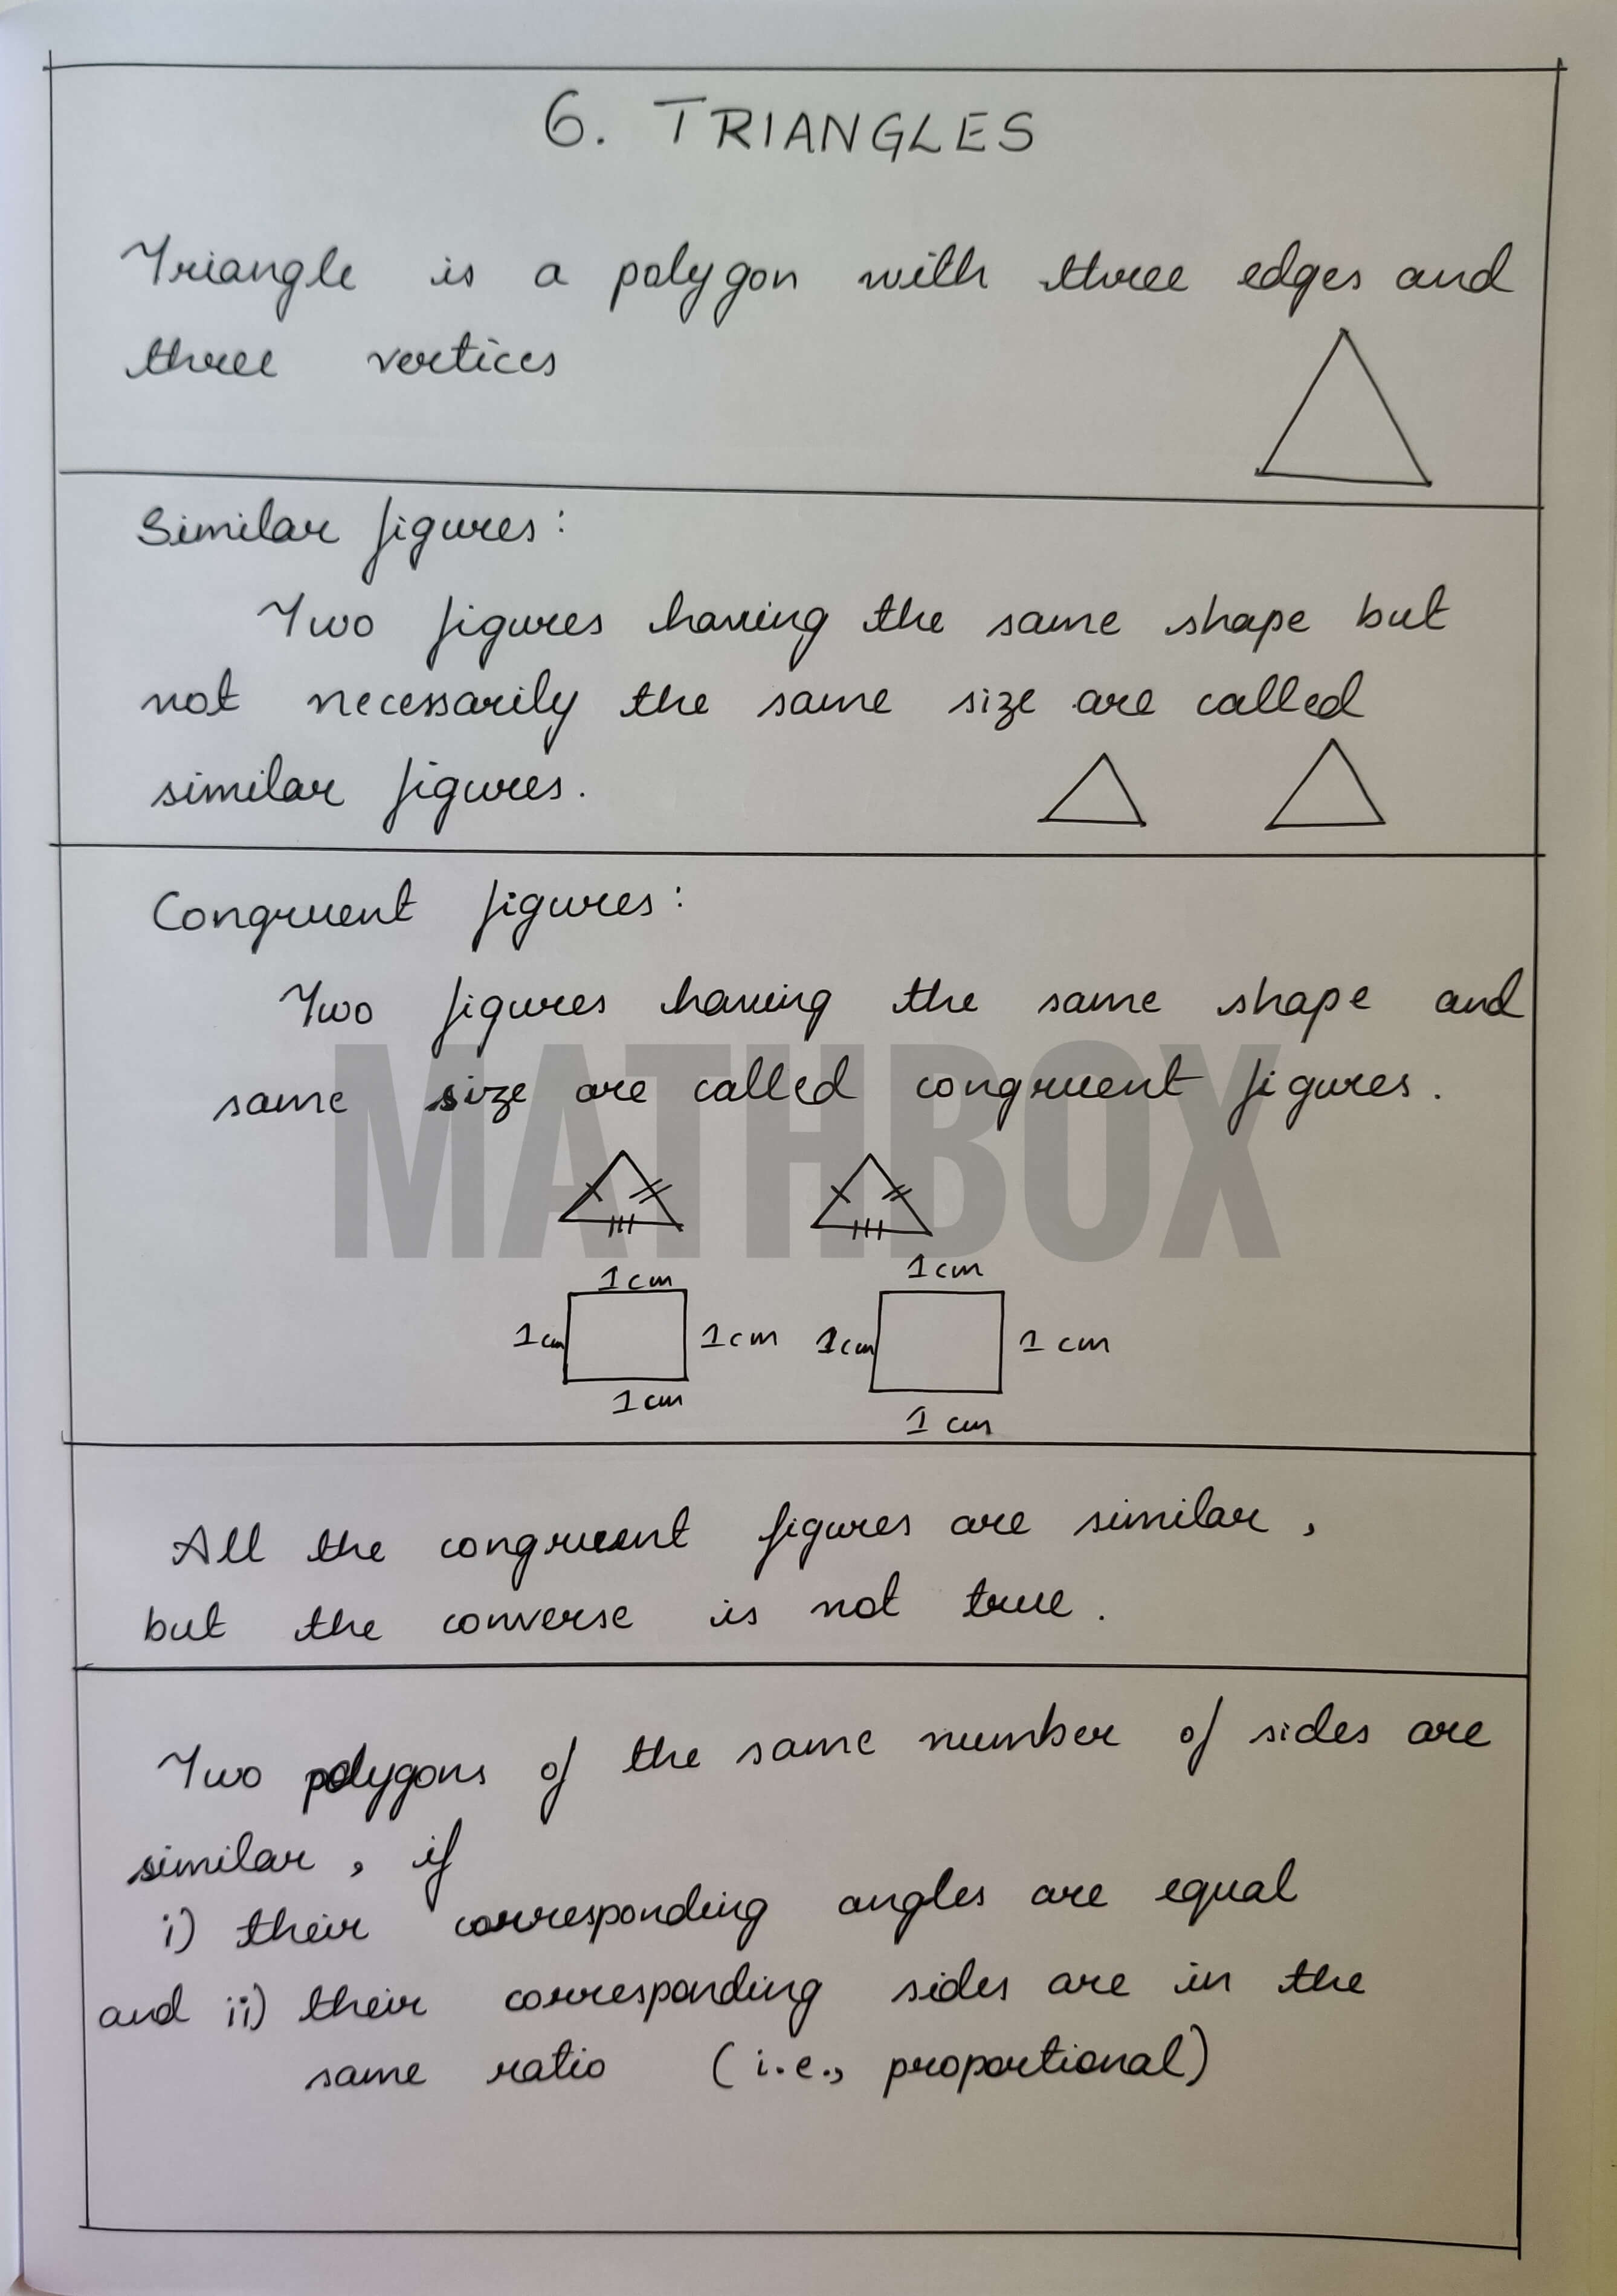 6. TRIANGLES
Triangle is a polygon with three edges and
three vertices
Similar figures:
Two figures having the same shape but
not necessarily the same size are called
similar figures.
Congruent figures:
Two figures having the same shape and
same size are called congruent figures.
MATHBOX
1 cm 1 cm
1 cm 1 cm 1 cm 1 cm
1 cm 1 cm
All the congruent figures are similar,
but the converse is not true.
Two polygons of the same number of sides are
similar, if
i) their corresponding angles are equal
and ii) their corresponding sides are in the
same ratio (i.e., proportional)